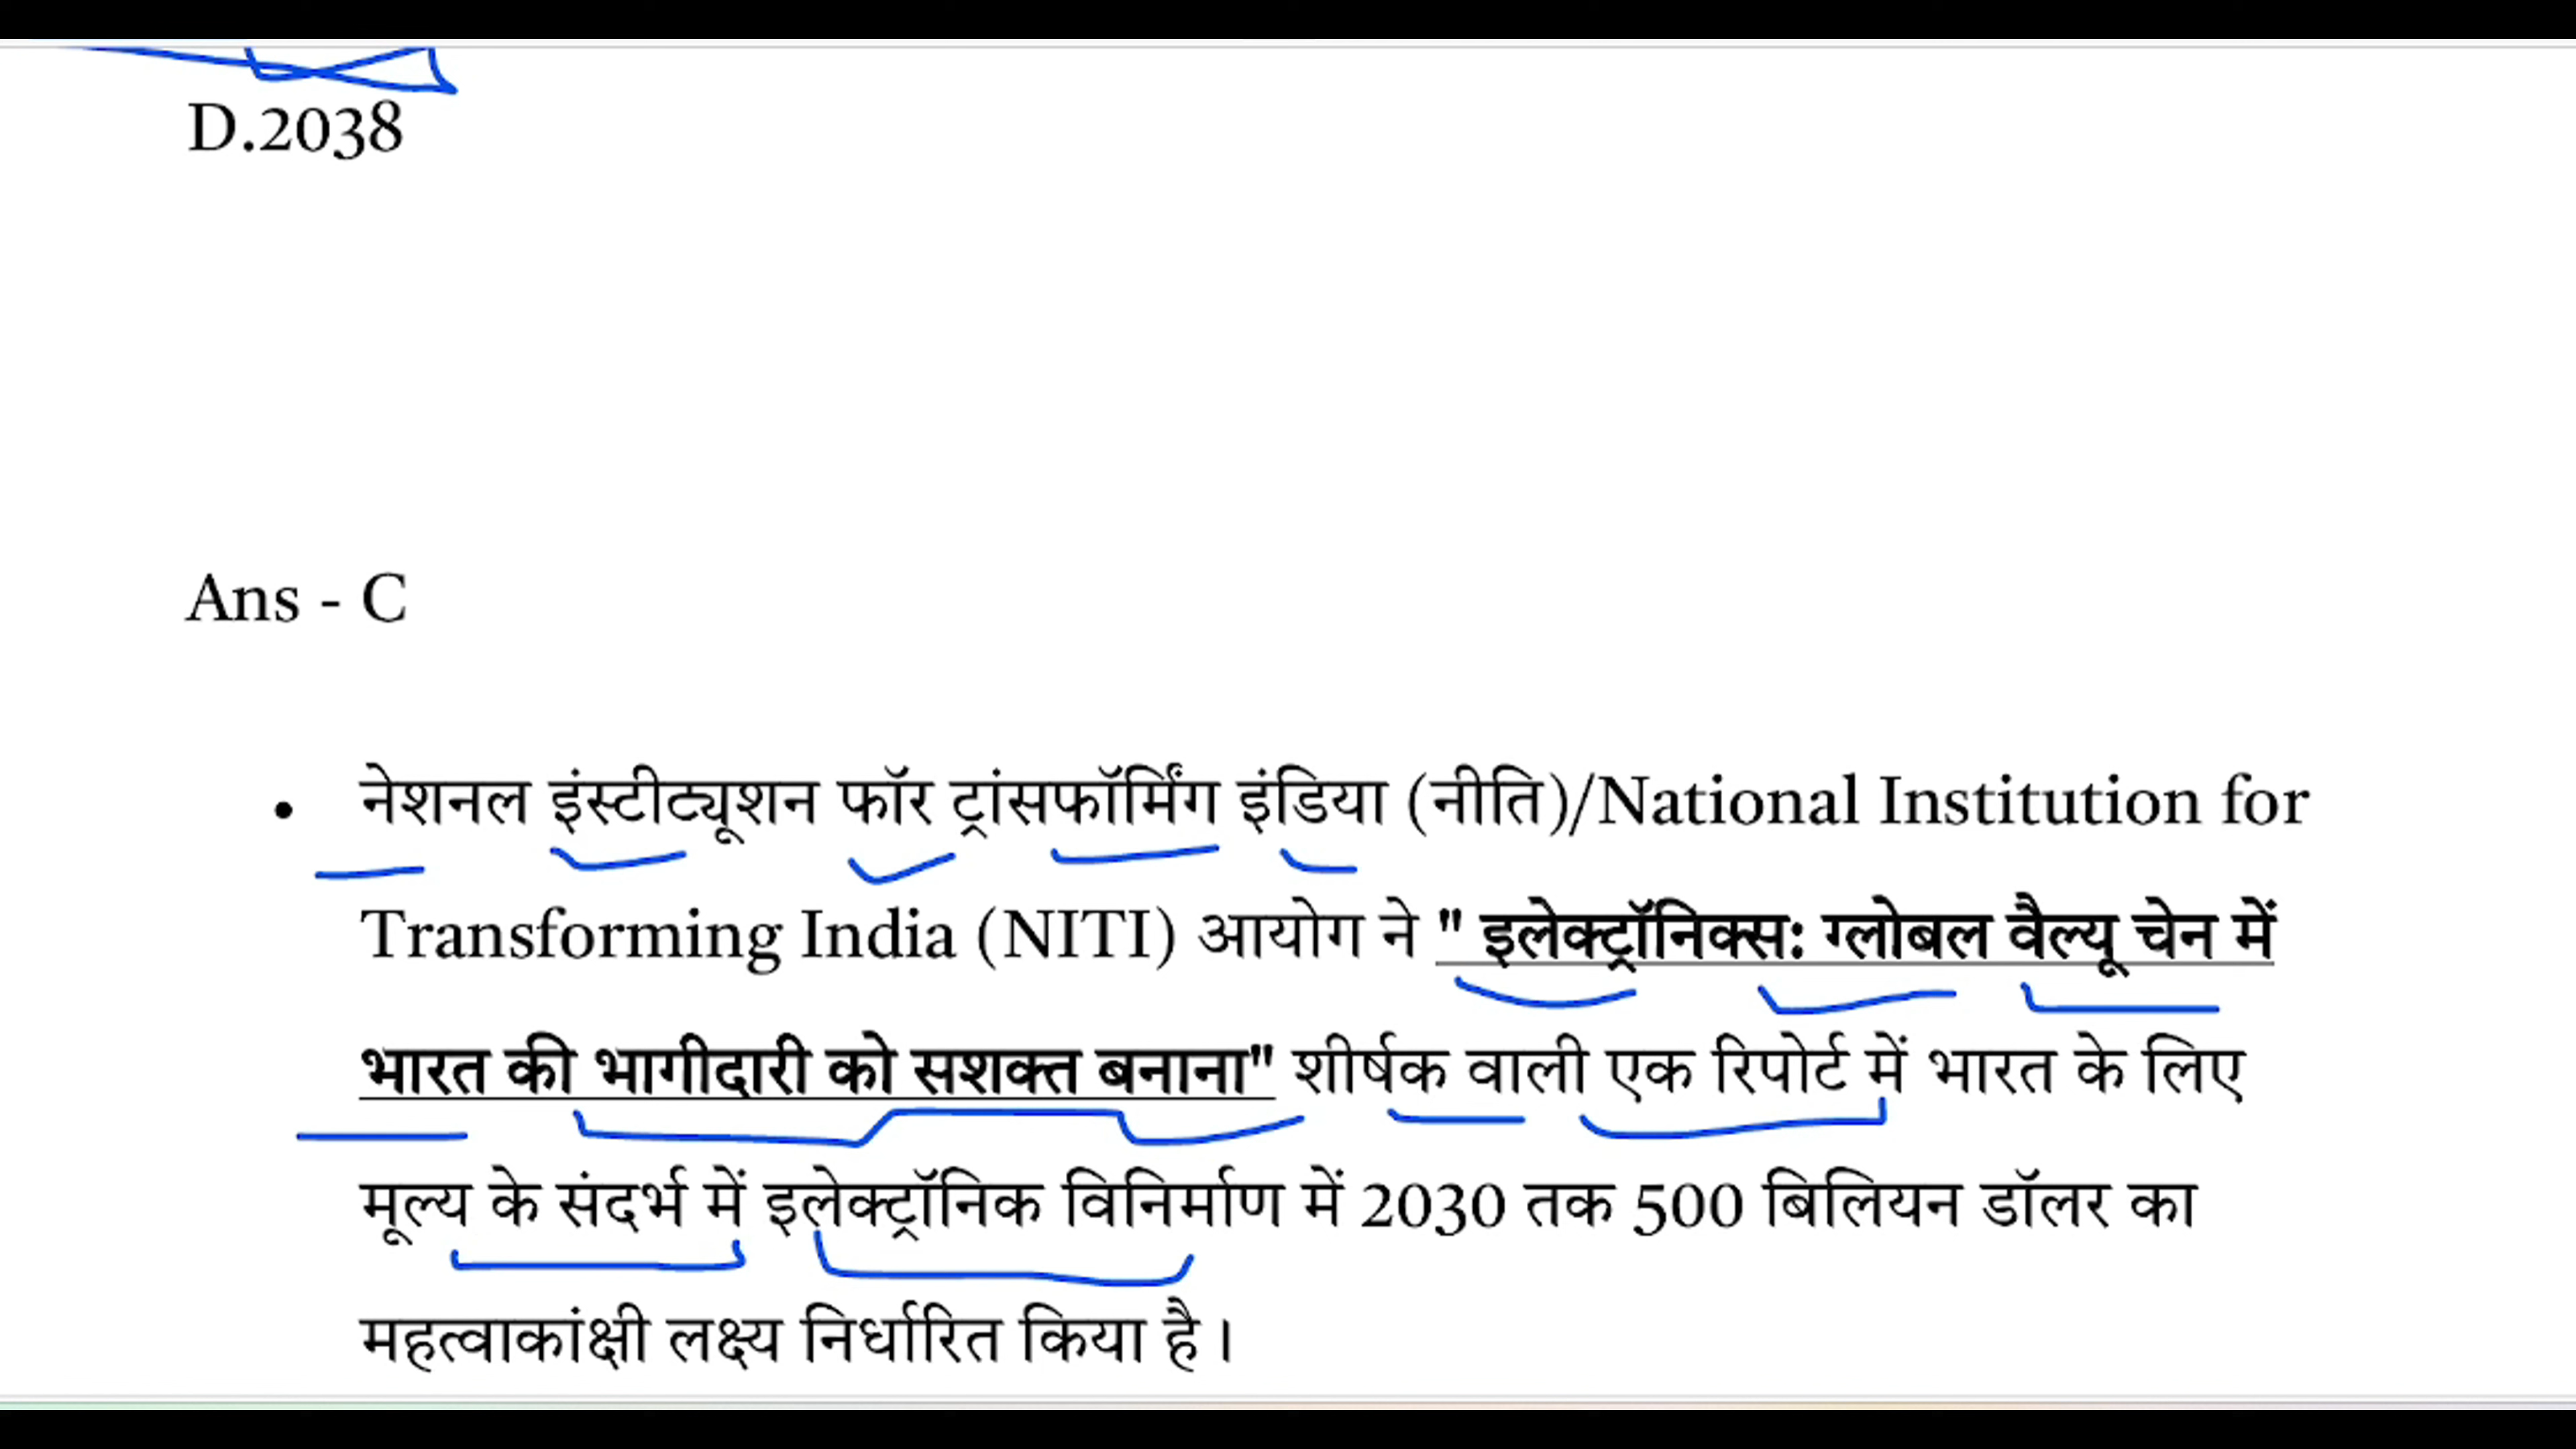 D.2038
Ans - C
• नेशनल इंस्टीट्यूशन फॉर ट्रांसफॉर्मिंग इंडिया (नीति)/National Institution for
Transforming India (NITI) आयोग ने " इलेक्ट्रॉनिक्स: ग्लोबल वैल्यू चेन में
भारत की भागीदारी को सशक्त बनाना" शीर्षक वाली एक रिपोर्ट में भारत के लिए
मूल्य के संदर्भ में इलेक्ट्रॉनिक विनिर्माण में 2030 तक 500 बिलियन डॉलर का
महत्वाकांक्षी लक्ष्य निर्धारित किया है।